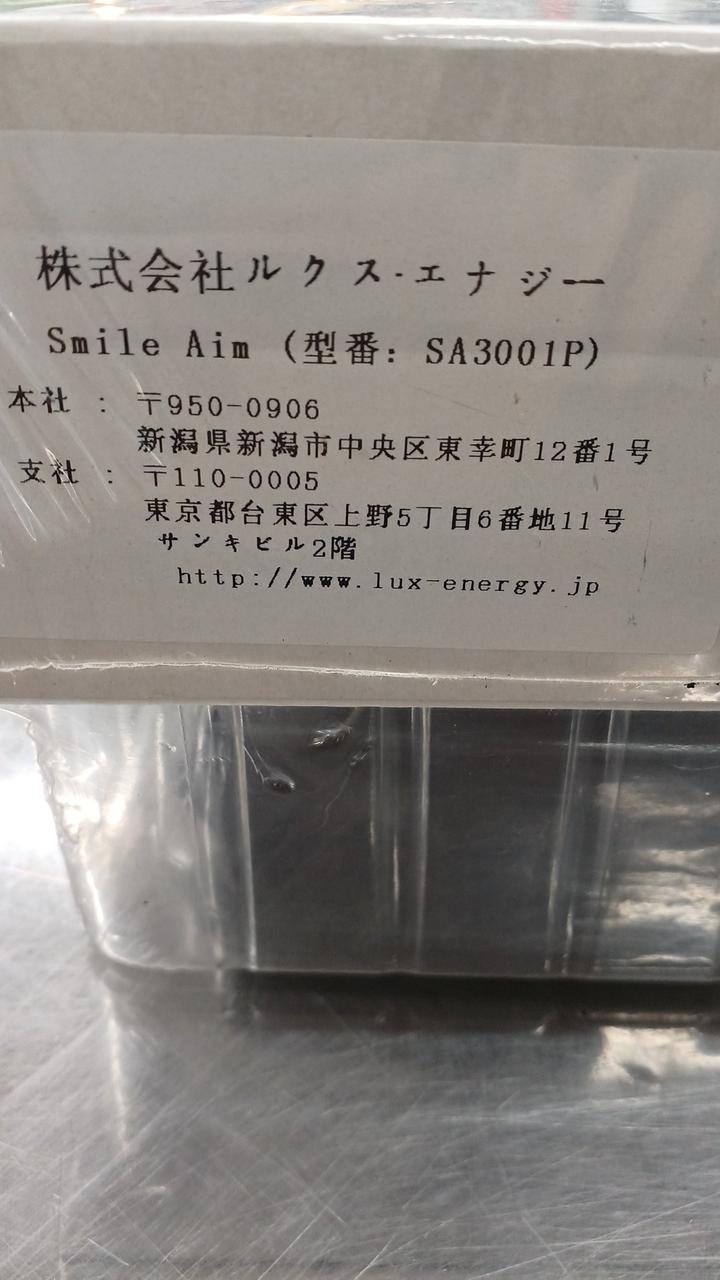 株式会社ルクス・エナジー
Smile Aim (型番: SA3001P)
本社 : 〒950-0906
新潟県新潟市中央区東幸町12番1号
支社 : 〒110-0005
東京都台東区上野5丁目6番地11号
サンキビル2階
http://www.lux-energy.jp